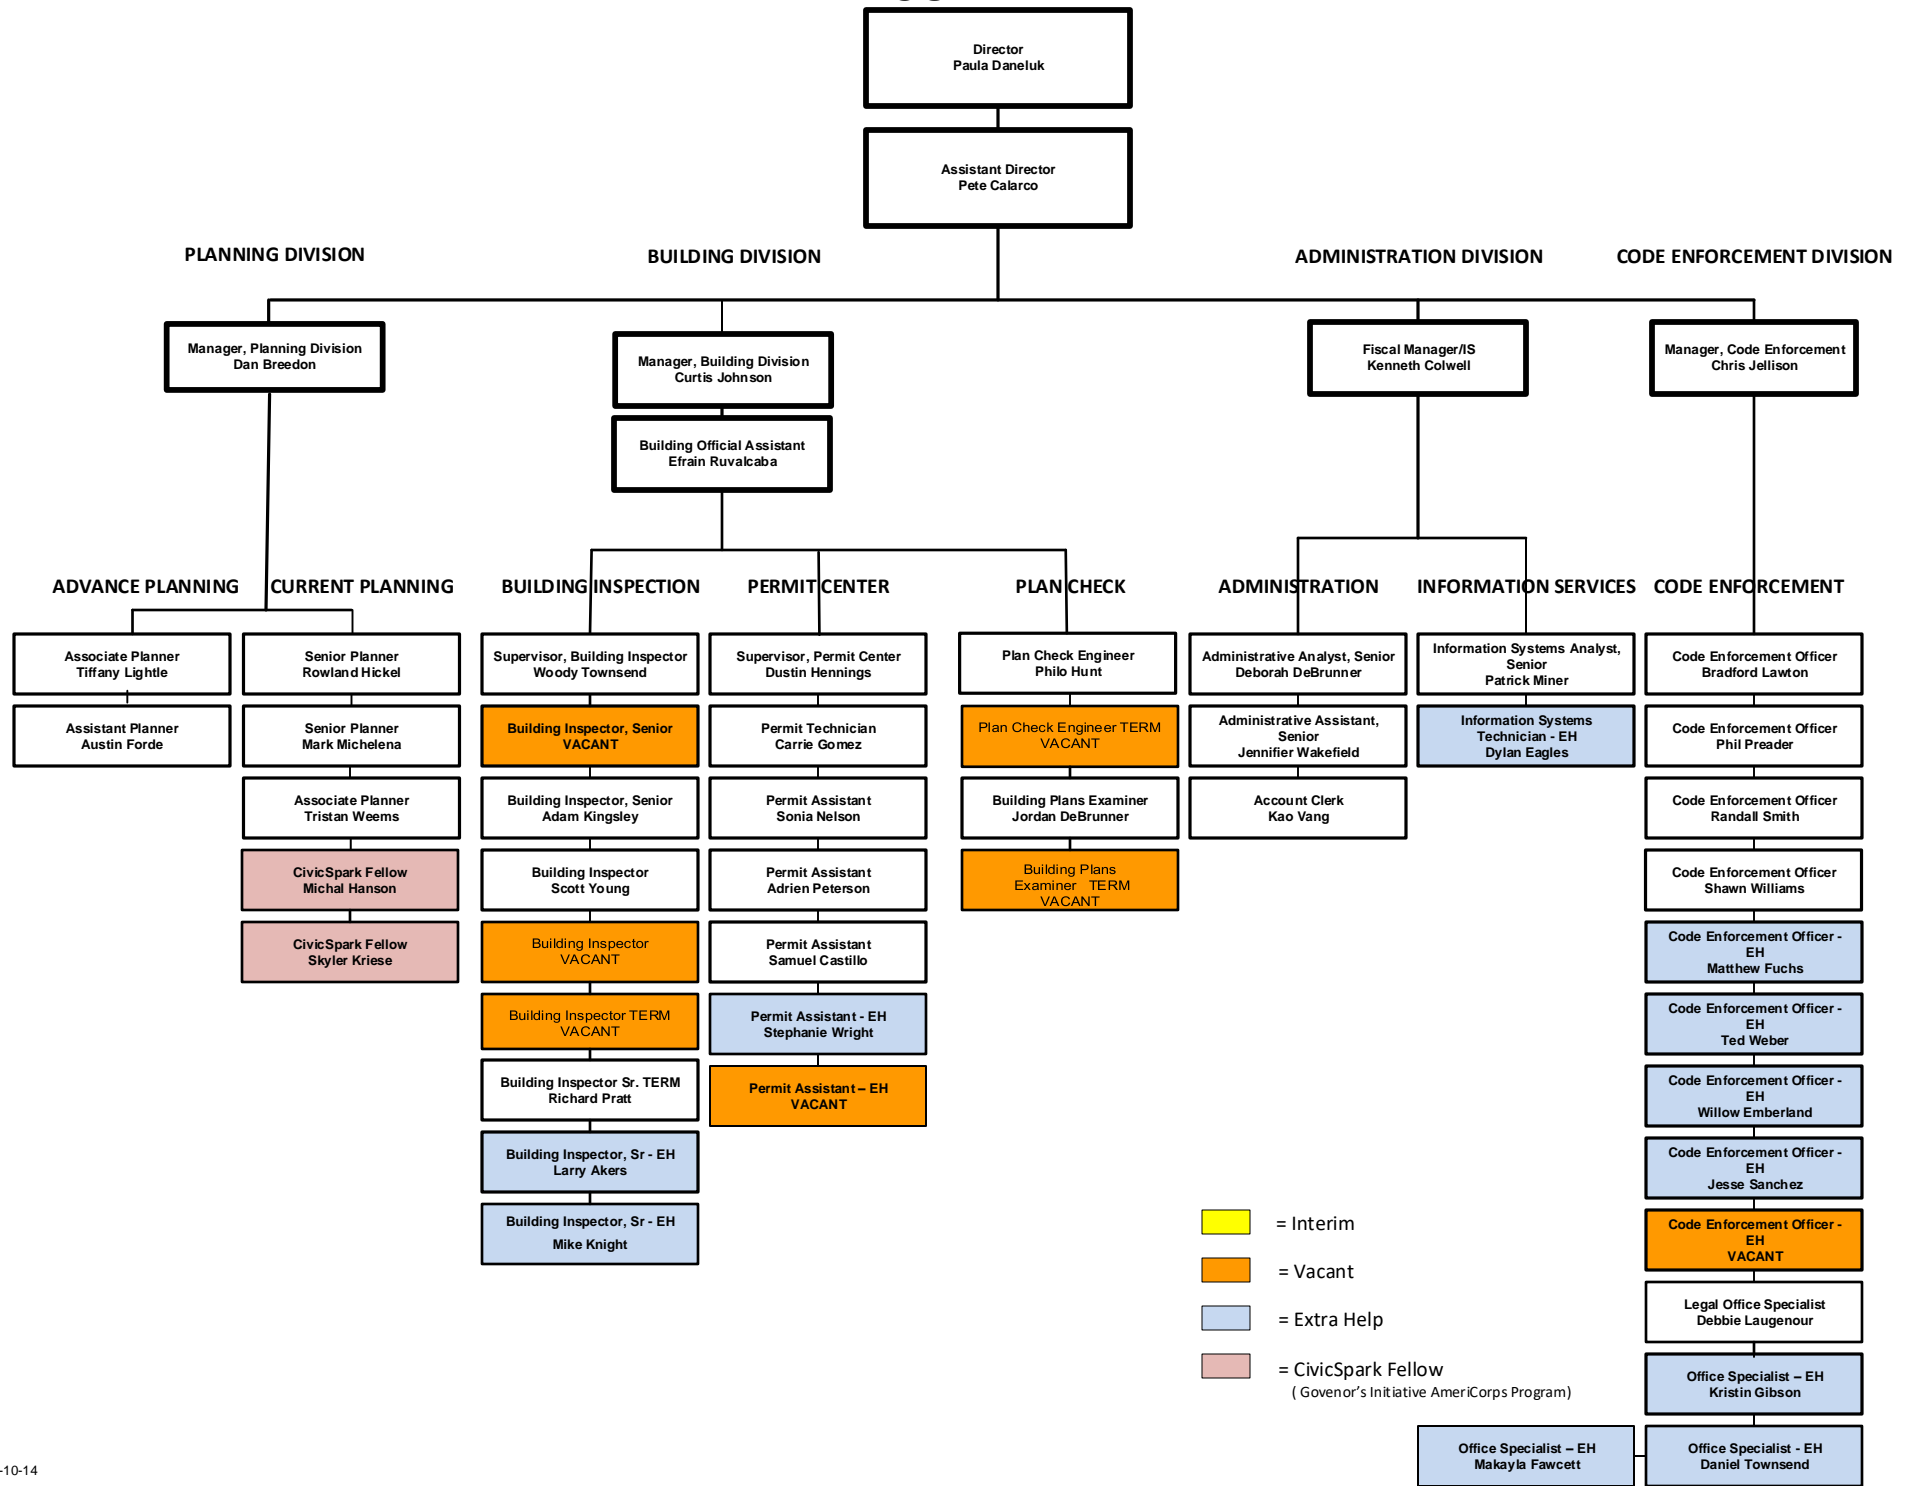 Director
Paula Daneluk
Assistant Director
Pete Calarco
PLANNING DIVISION
BUILDING DIVISION
ADMINISTRATION DIVISION
CODE ENFORCEMENT DIVISION
Manager, Planning Division
Dan Breedon
Manager, Building Division
Curtis Johnson
Building Official Assistant
Efrain Ruvalcaba
Fiscal Manager/IS
Kenneth Colwell
Manager, Code Enforcement
Chris Jellison
ADVANCE PLANNING
Associate Planner
Tiffany Lightle
Assistant Planner
Austin Forde
CURRENT PLANNING
Senior Planner
Rowland Hickel
Senior Planner
Mark Michelena
Associate Planner
Tristan Weems
CivicSpark Fellow
Michal Hanson
CivicSpark Fellow
Skyler Kriese
BUILDING INSPECTION
Supervisor, Building Inspector
Woody Townsend
Building Inspector, Senior
VACANT
Building Inspector, Senior
Adam Kingsley
Building Inspector
Scott Young
Building Inspector
VACANT
Building Inspector TERM
VACANT
Building Inspector Sr. TERM
Richard Pratt
Building Inspector, Sr - EH
Larry Akers
Building Inspector, Sr - EH
Mike Knight
PERMIT CENTER
Supervisor, Permit Center
Dustin Hennings
Permit Technician
Carrie Gomez
Permit Assistant
Sonia Nelson
Permit Assistant
Adrien Peterson
Permit Assistant
Samuel Castillo
Permit Assistant - EH
Stephanie Wright
Permit Assistant – EH
VACANT
PLAN CHECK
Plan Check Engineer
Philo Hunt
Plan Check Engineer TERM
VACANT
Building Plans Examiner
Jordan DeBrunner
Building Plans
Examiner TERM
VACANT
ADMINISTRATION
Administrative Analyst, Senior
Deborah DeBrunner
Administrative Assistant,
Senior
Jennifier Wakefield
Account Clerk
Kao Vang
INFORMATION SERVICES
Information Systems Analyst,
Senior
Patrick Miner
Information Systems
Technician - EH
Dylan Eagles
CODE ENFORCEMENT
Code Enforcement Officer
Bradford Lawton
Code Enforcement Officer
Phil Preader
Code Enforcement Officer
Randall Smith
Code Enforcement Officer
Shawn Williams
Code Enforcement Officer -
EH
Matthew Fuchs
Code Enforcement Officer -
EH
Ted Weber
Code Enforcement Officer -
EH
Willow Emberland
Code Enforcement Officer -
EH
Jesse Sanchez
Code Enforcement Officer -
EH
VACANT
Legal Office Specialist
Debbie Laugenour
Office Specialist – EH
Kristin Gibson
Office Specialist – EH
Makayla Fawcett
Office Specialist - EH
Daniel Townsend
= Interim
= Vacant
= Extra Help
= CivicSpark Fellow
( Govenor's Initiative AmeriCorps Program)
-10-14